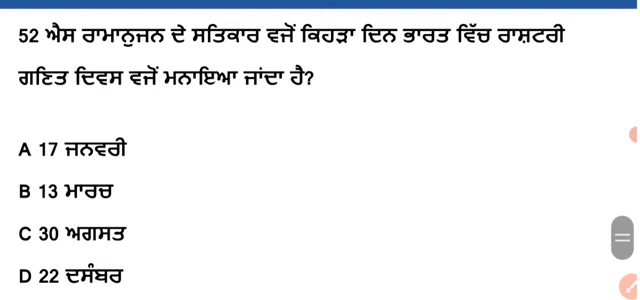 52 ਐਸ ਰਾਮਾਨੁਜਨ ਦੇ ਸਤਿਕਾਰ ਵਜੋਂ ਕਿਹੜਾ ਦਿਨ ਭਾਰਤ ਵਿੱਚ ਰਾਸ਼ਟਰੀ
ਗਣਿਤ ਦਿਵਸ ਵਜੋਂ ਮਨਾਇਆ ਜਾਂਦਾ ਹੈ?
A 17 ਜਨਵਰੀ
B 13 ਮਾਰਚ
C 30 ਅਗਸਤ
D 22 ਦਸੰਬਰ